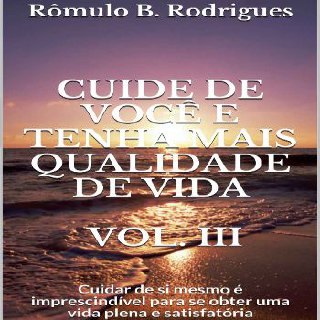 Rômulo B. Rodrigues
CUIDE DE
VOCÊ E
TENHA MAIS
QUALIDADE
DE VIDA
VOL. III
Cuidar de si mesmo é
imprescindível para se obter uma
vida plena e satisfatória